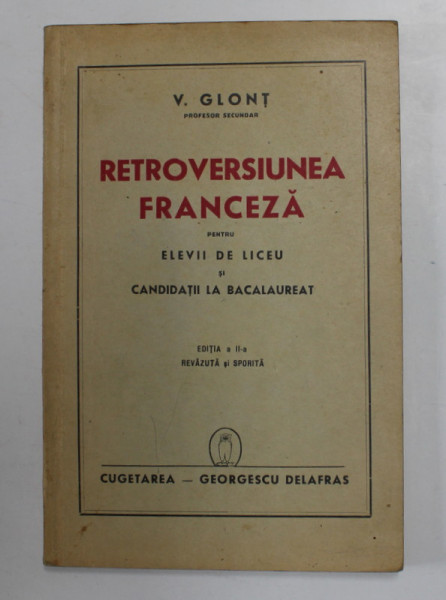 V. GLONȚ
PROFESOR SECUNDAR
RETROVERSIUNEA
FRANCEZĂ
PENTRU
ELEVII DE LICEU
ȘI
CANDIDAȚII LA BACALAUREAT
EDIȚIA a II-a
REVĂZUTĂ și SPORITĂ
CUGETAREA — GEORGESCU DELAFRAS